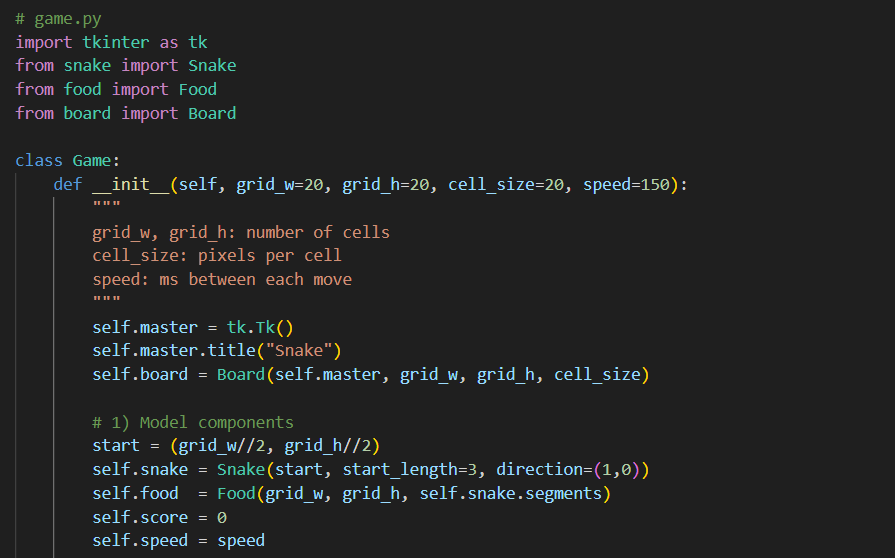 # game.py
import tkinter as tk
from snake import Snake
from food import Food
from board import Board

class Game:
    def __init__(self, grid_w=20, grid_h=20, cell_size=20, speed=150):
        """
        grid_w, grid_h: number of cells
        cell_size: pixels per cell
        speed: ms between each move
        """
        self.master = tk.Tk()
        self.master.title("Snake")
        self.board = Board(self.master, grid_w, grid_h, cell_size)

        # 1) Model components
        start = (grid_w//2, grid_h//2)
        self.snake = Snake(start, start_length=3, direction=(1,0))
        self.food  = Food(grid_w, grid_h, self.snake.segments)
        self.score = 0
        self.speed = speed